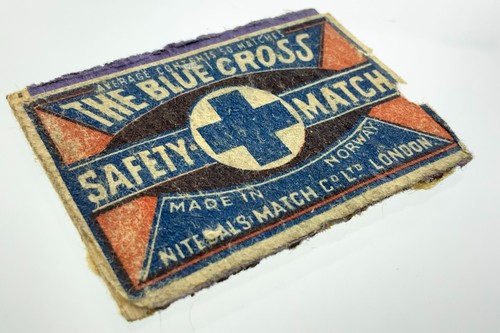 AVERAGE CONTENTS 50 MATCHES
THE BLUE CROSS
SAFETY-MATCH
MADE IN NORWAY
NITEDALS MATCH CO LTD LONDON.